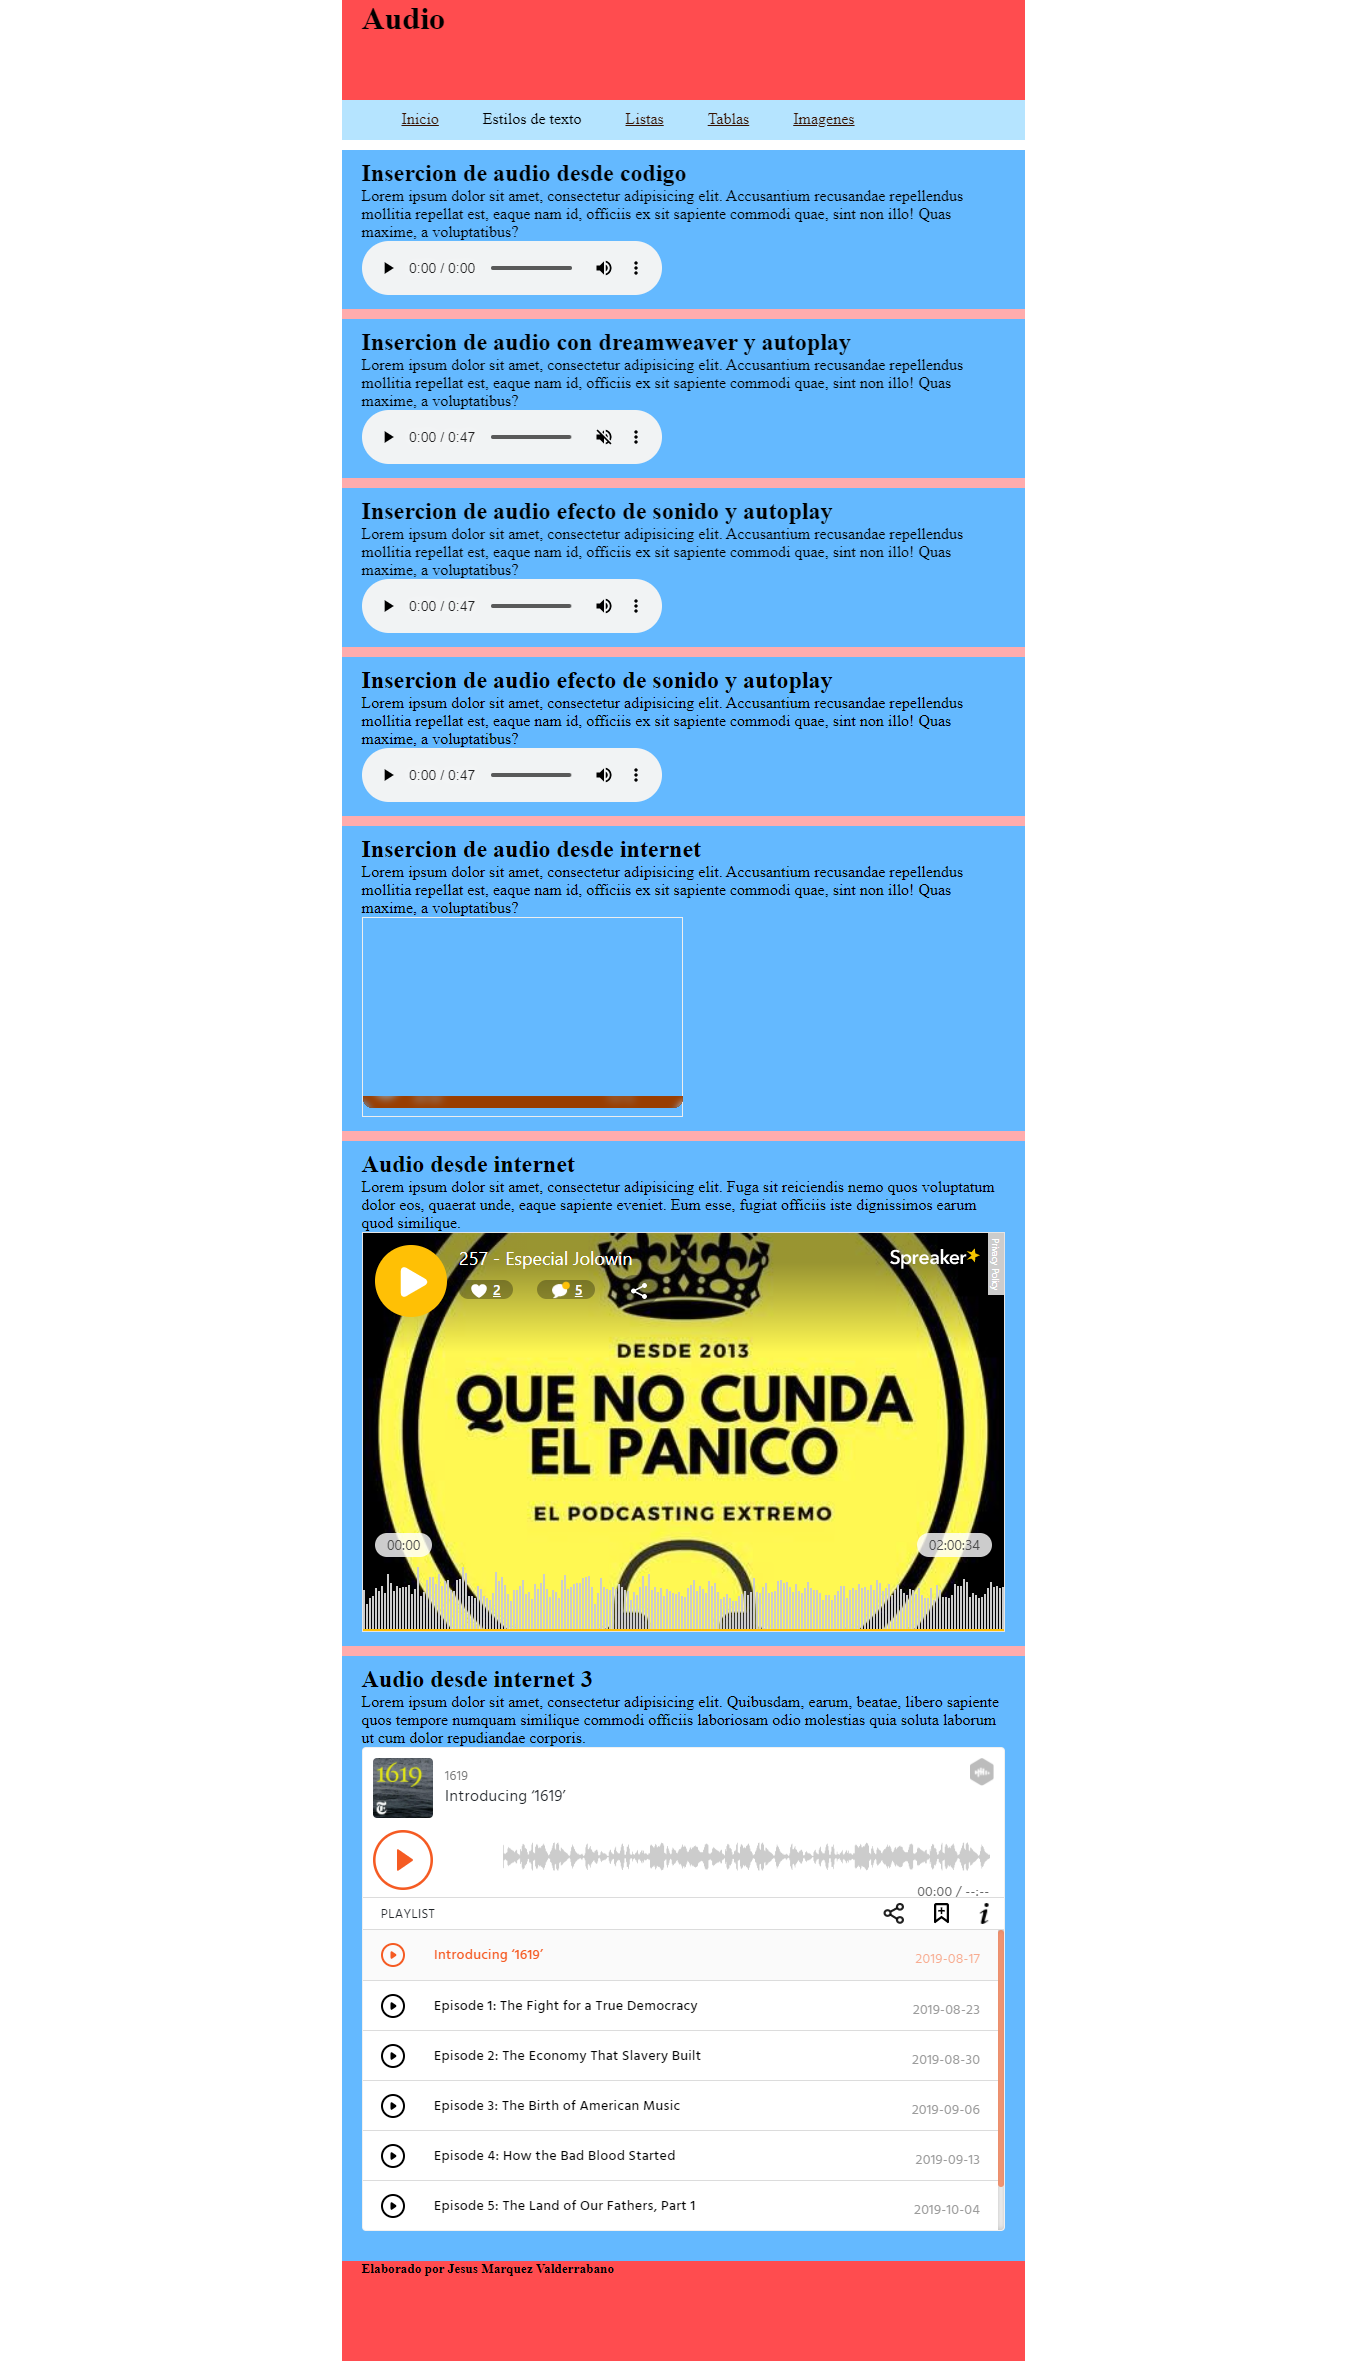 Audio
Inicio Estilos de texto Listas Tablas Imagenes
Insercion de audio desde codigo
Lorem ipsum dolor sit amet, consectetur adipisicing elit. Accusantium recusandae repellendus
mollitia repellat est, eaque nam id, officiis ex sit sapiente commodi quae, sint non illo! Quas
maxime, a voluptatibus?
0:00 / 0:00
Insercion de audio con dreamweaver y autoplay
Lorem ipsum dolor sit amet, consectetur adipisicing elit. Accusantium recusandae repellendus
mollitia repellat est, eaque nam id, officiis ex sit sapiente commodi quae, sint non illo! Quas
maxime, a voluptatibus?
0:00 / 0:47
Insercion de audio efecto de sonido y autoplay
Lorem ipsum dolor sit amet, consectetur adipisicing elit. Accusantium recusandae repellendus
mollitia repellat est, eaque nam id, officiis ex sit sapiente commodi quae, sint non illo! Quas
maxime, a voluptatibus?
0:00 / 0:47
Insercion de audio efecto de sonido y autoplay
Lorem ipsum dolor sit amet, consectetur adipisicing elit. Accusantium recusandae repellendus
mollitia repellat est, eaque nam id, officiis ex sit sapiente commodi quae, sint non illo! Quas
maxime, a voluptatibus?
0:00 / 0:47
Insercion de audio desde internet
Lorem ipsum dolor sit amet, consectetur adipisicing elit. Accusantium recusandae repellendus
mollitia repellat est, eaque nam id, officiis ex sit sapiente commodi quae, sint non illo! Quas
maxime, a voluptatibus?
Audio desde internet
Lorem ipsum dolor sit amet, consectetur adipisicing elit. Fuga sit reiciendis nemo quos voluptatum
dolor eos, quaerat unde, eaque sapiente eveniet. Eum esse, fugiat officiis iste dignissimos earum
quod similique.
257 - Especial Jolowin
Spreaker
Privacy Policy
2 5
DESDE 2013
QUE NO CUNDA
EL PANICO
EL PODCASTING EXTREMO
00:00 02:00:34
Audio desde internet 3
Lorem ipsum dolor sit amet, consectetur adipisicing elit. Quibusdam, earum, beatae, libero sapiente
quos tempore numquam similique commodi officiis laboriosam odio molestias quia soluta laborum
ut cum dolor repudiandae corporis.
1619
1619
Introducing ‘1619’
00:00 / --:--
PLAYLIST
Introducing ‘1619’ 2019-08-17
Episode 1: The Fight for a True Democracy 2019-08-23
Episode 2: The Economy That Slavery Built 2019-08-30
Episode 3: The Birth of American Music 2019-09-06
Episode 4: How the Bad Blood Started 2019-09-13
Episode 5: The Land of Our Fathers, Part 1 2019-10-04
Elaborado por Jesus Marquez Valderrabano